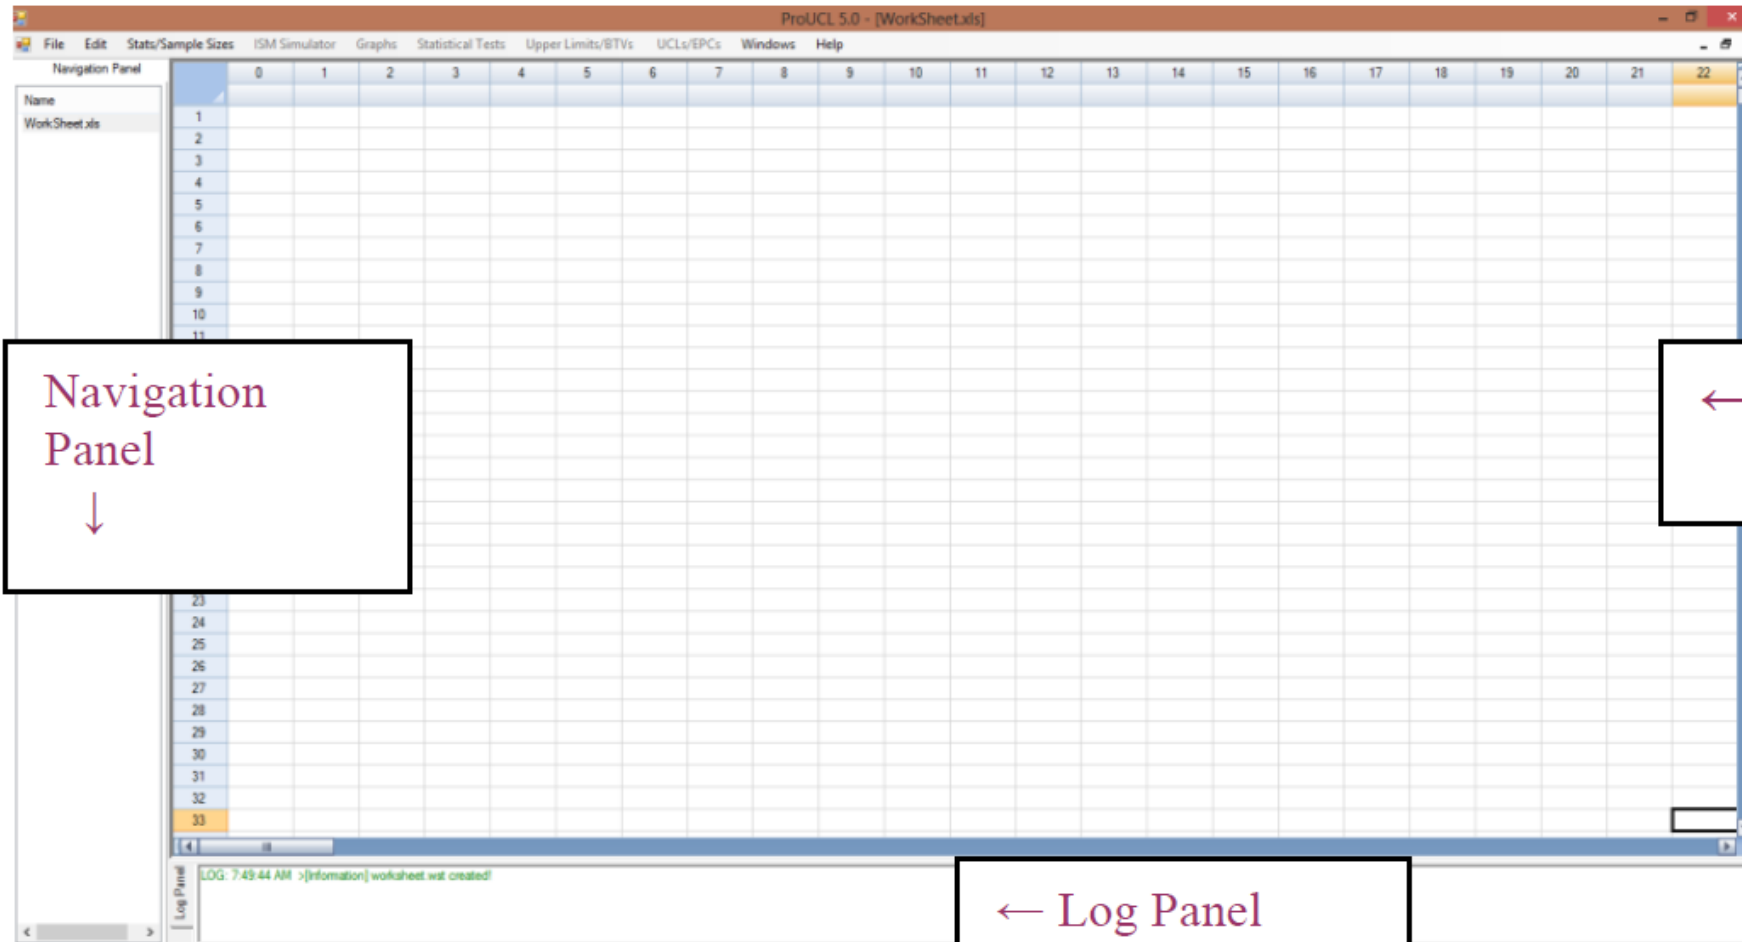 ProUCL 5.0 - [WorkSheet.xls]
File Edit Stats/Sample Sizes ISM Simulator Graphs Statistical Tests Upper Limits/BTVs UCLs/EPCs Windows Help
Navigation Panel
0 1 2 3 4 5 6 7 8 9 10 11 12 13 14 15 16 17 18 19 20 21 22
Name
WorkSheet.xls
1
2
3
4
5
6
7
8
9
10
11
Navigation
Panel
↓
←
23
24
25
26
27
28
29
30
31
32
33
Log Panel
LOG: 7:49:44 AM >[Information] worksheet.wst created!
← Log Panel